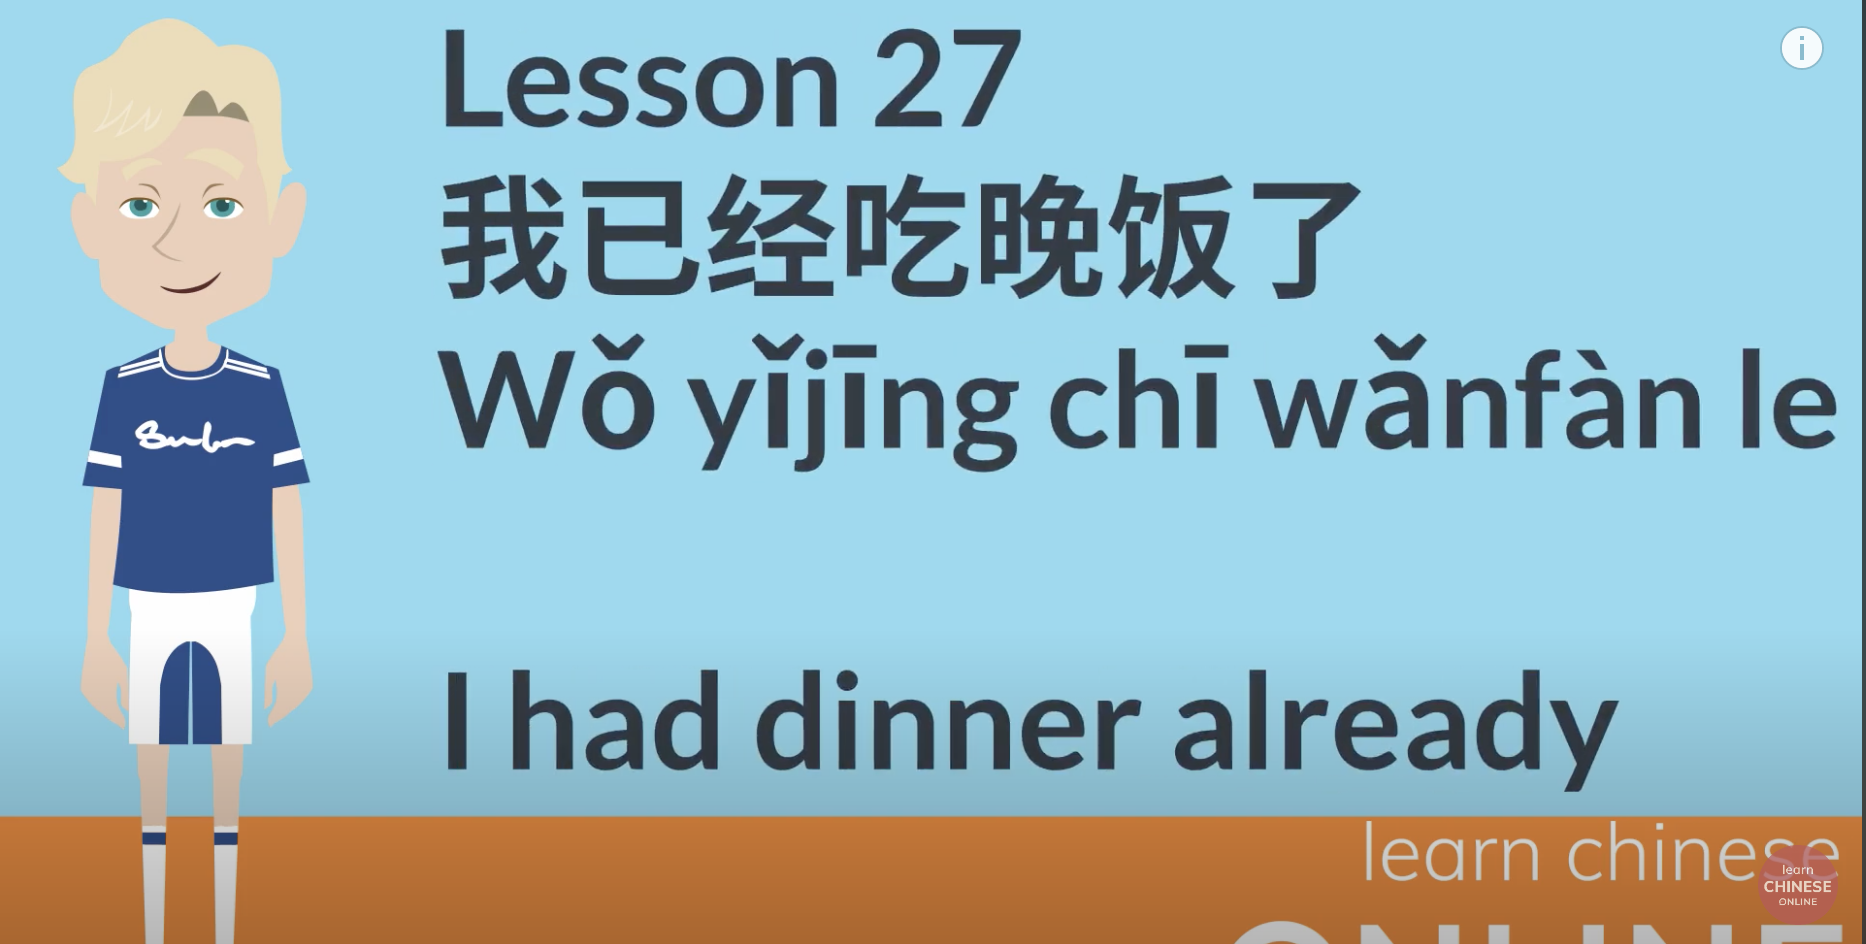 Lesson 27
我已经吃晚饭了
Wǒ yǐjīng chī wǎnfàn le
I had dinner already
learn chinese
ONLINE
learn
CHINESE
ONLINE